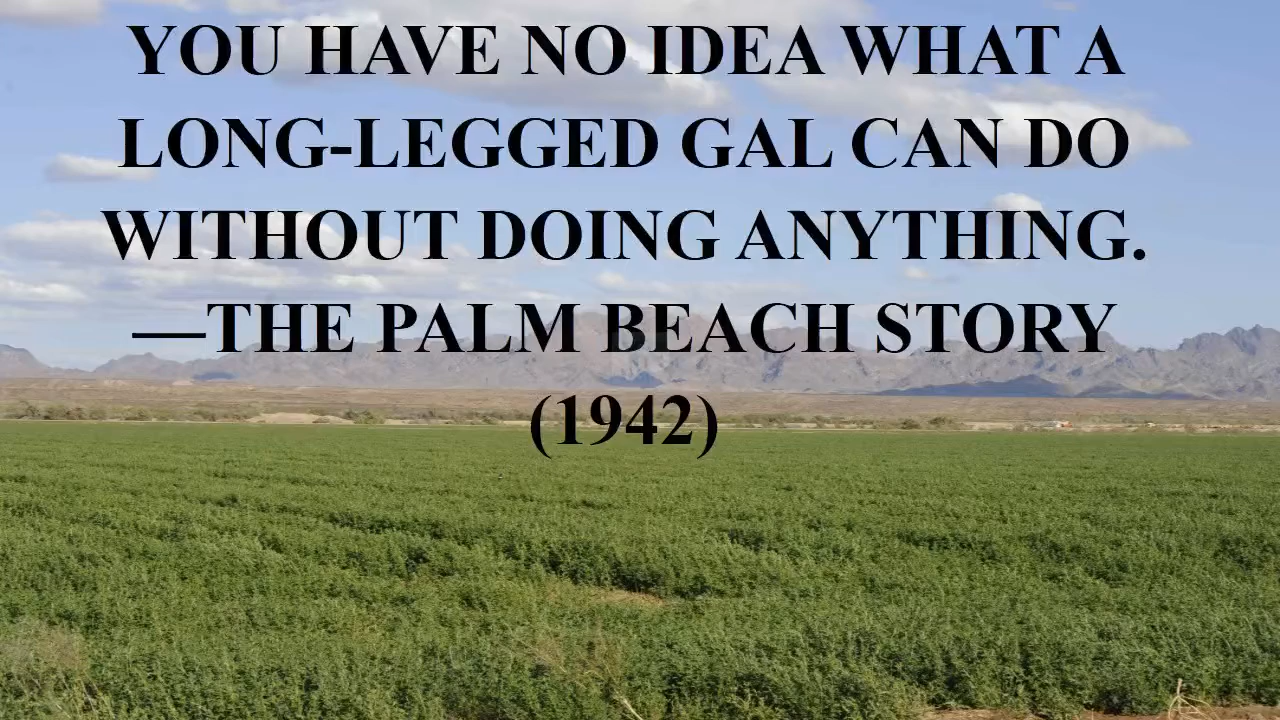 YOU HAVE NO IDEA WHAT A
LONG-LEGGED GAL CAN DO
WITHOUT DOING ANYTHING.
—THE PALM BEACH STORY
(1942)